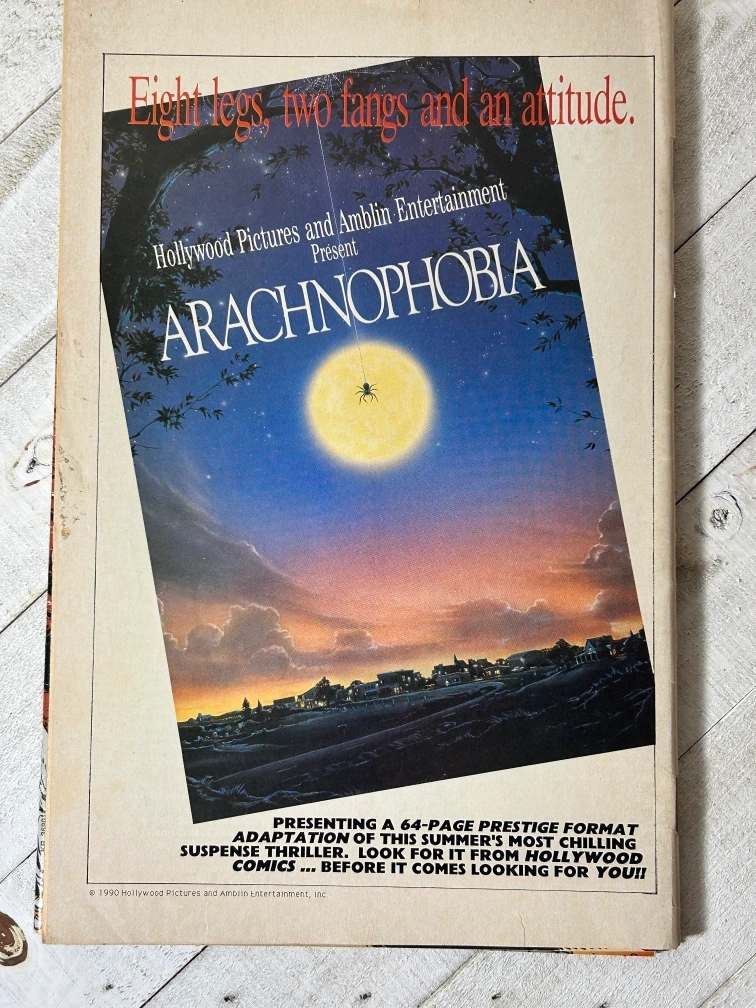 Eight legs, two fangs and an attitude.
Hollywood Pictures and Amblin Entertainment
Present
ARACHNOPHOBIA
PRESENTING A 64-PAGE PRESTIGE FORMAT
ADAPTATION OF THIS SUMMER'S MOST CHILLING
SUSPENSE THRILLER. LOOK FOR IT FROM HOLLYWOOD
COMICS ... BEFORE IT COMES LOOKING FOR YOU!!
© 1990 Hollywood Pictures and Amblin Entertainment, Inc.